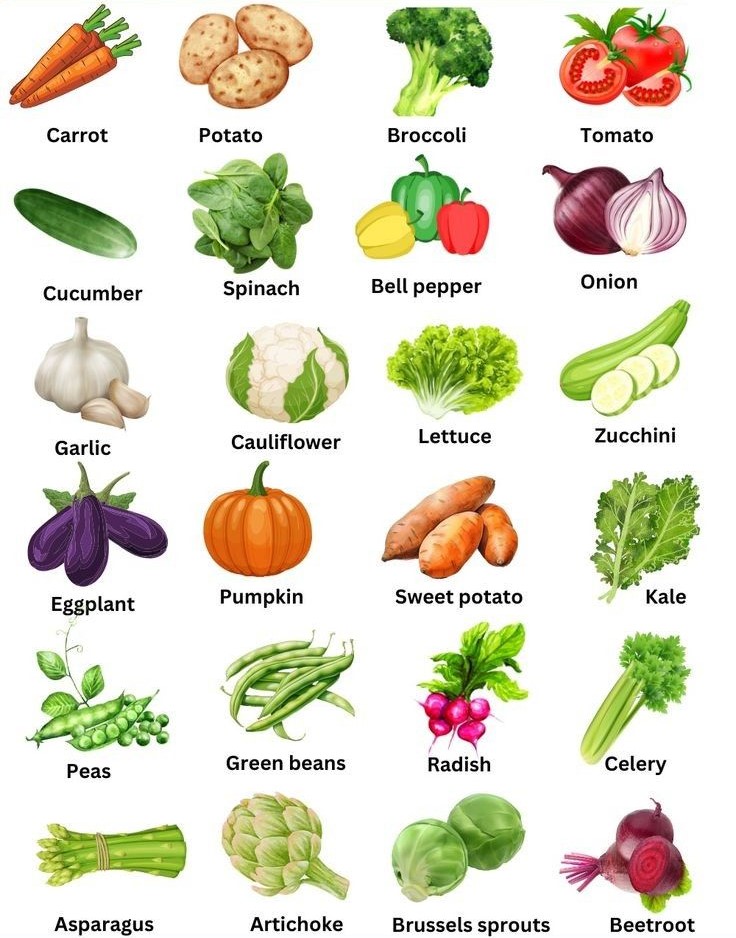 Carrot
Potato
Broccoli
Tomato
Cucumber
Spinach
Bell pepper
Onion
Garlic
Cauliflower
Lettuce
Zucchini
Eggplant
Pumpkin
Sweet potato
Kale
Peas
Green beans
Radish
Celery
Asparagus
Artichoke
Brussels sprouts
Beetroot